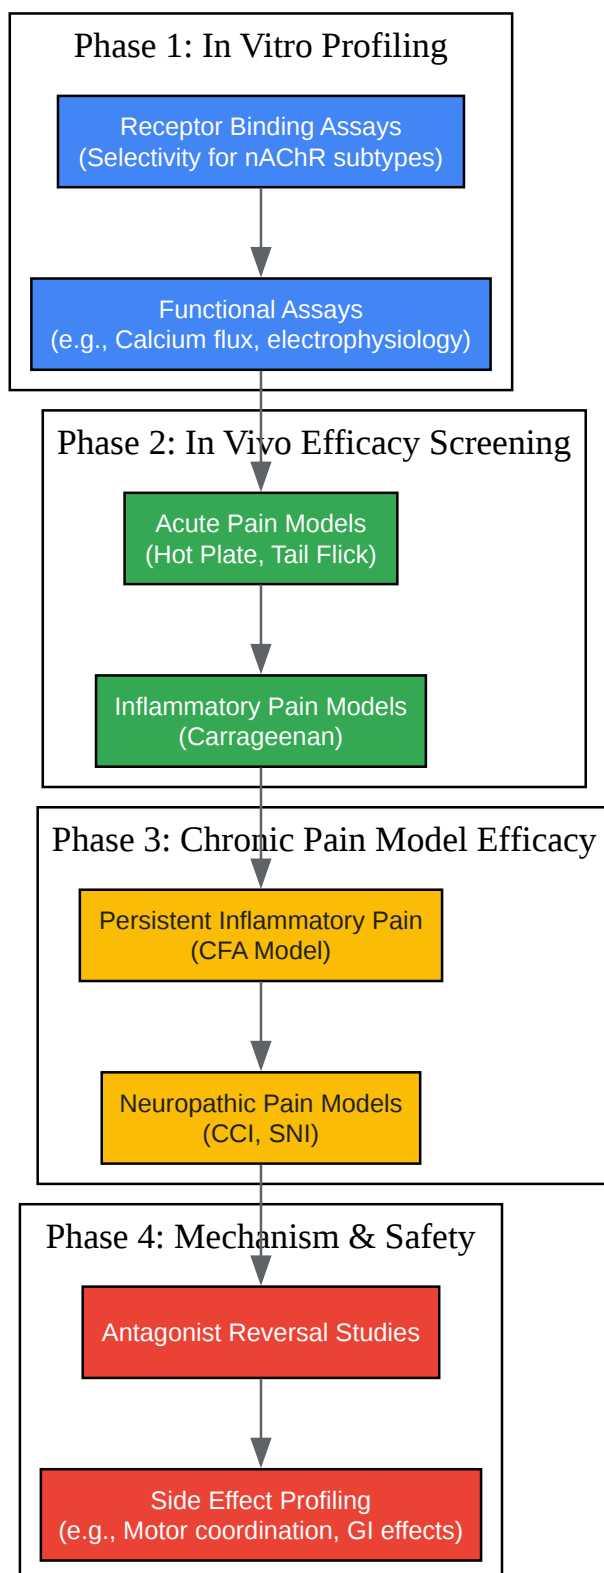 Phase 1: In Vitro Profiling
Receptor Binding Assays
(Selectivity for nAChR subtypes)
Functional Assays
(e.g., Calcium flux, electrophysiology)
Phase 2: In Vivo Efficacy Screening
Acute Pain Models
(Hot Plate, Tail Flick)
Inflammatory Pain Models
(Carrageenan)
Phase 3: Chronic Pain Model Efficacy
Persistent Inflammatory Pain
(CFA Model)
Neuropathic Pain Models
(CCI, SNI)
Phase 4: Mechanism & Safety
Antagonist Reversal Studies
Side Effect Profiling
(e.g., Motor coordination, GI effects)